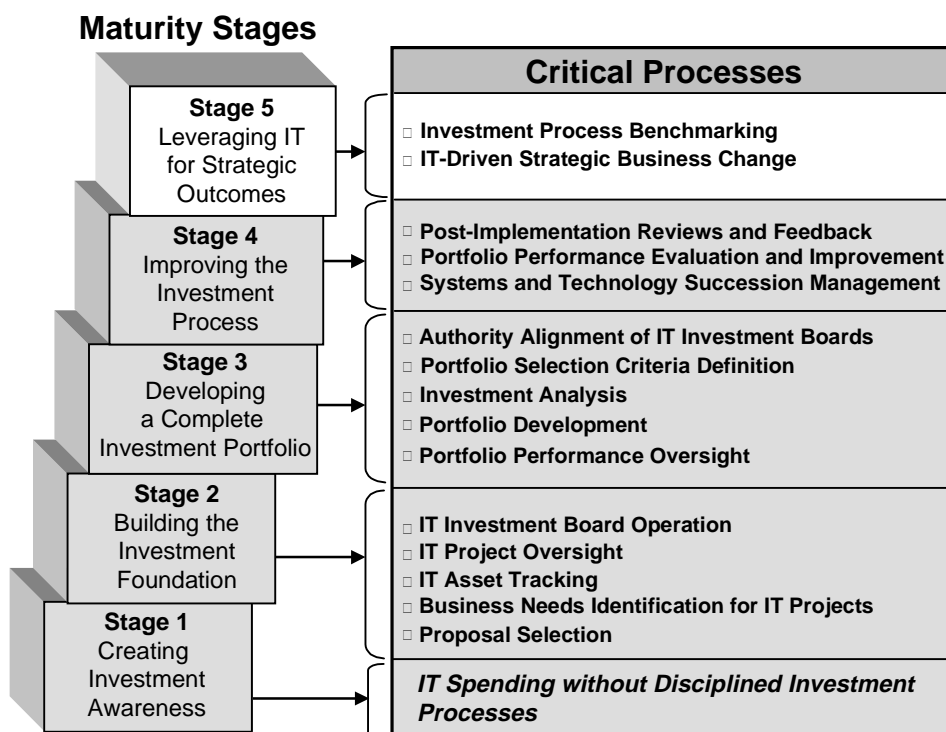 Maturity Stages
Stage 5
Leveraging IT
for Strategic
Outcomes
Stage 4
Improving the
Investment
Process
Stage 3
Developing
a Complete
Investment Portfolio
Stage 2
Building the
Investment
Foundation
Stage 1
Creating
Investment
Awareness
Critical Processes
Investment Process Benchmarking
IT-Driven Strategic Business Change
Post-Implementation Reviews and Feedback
Portfolio Performance Evaluation and Improvement
Systems and Technology Succession Management
Authority Alignment of IT Investment Boards
Portfolio Selection Criteria Definition
Investment Analysis
Portfolio Development
Portfolio Performance Oversight
IT Investment Board Operation
IT Project Oversight
IT Asset Tracking
Business Needs Identification for IT Projects
Proposal Selection
IT Spending without Disciplined Investment
Processes